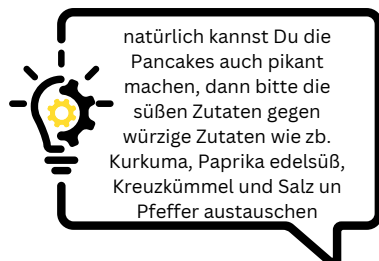 natürlich kannst Du die
Pancakes auch pikant
machen, dann bitte die
süßen Zutaten gegen
würzige Zutaten wie zb.
Kurkuma, Paprika edelsüß,
Kreuzkümmel und Salz un
Pfeffer austauschen